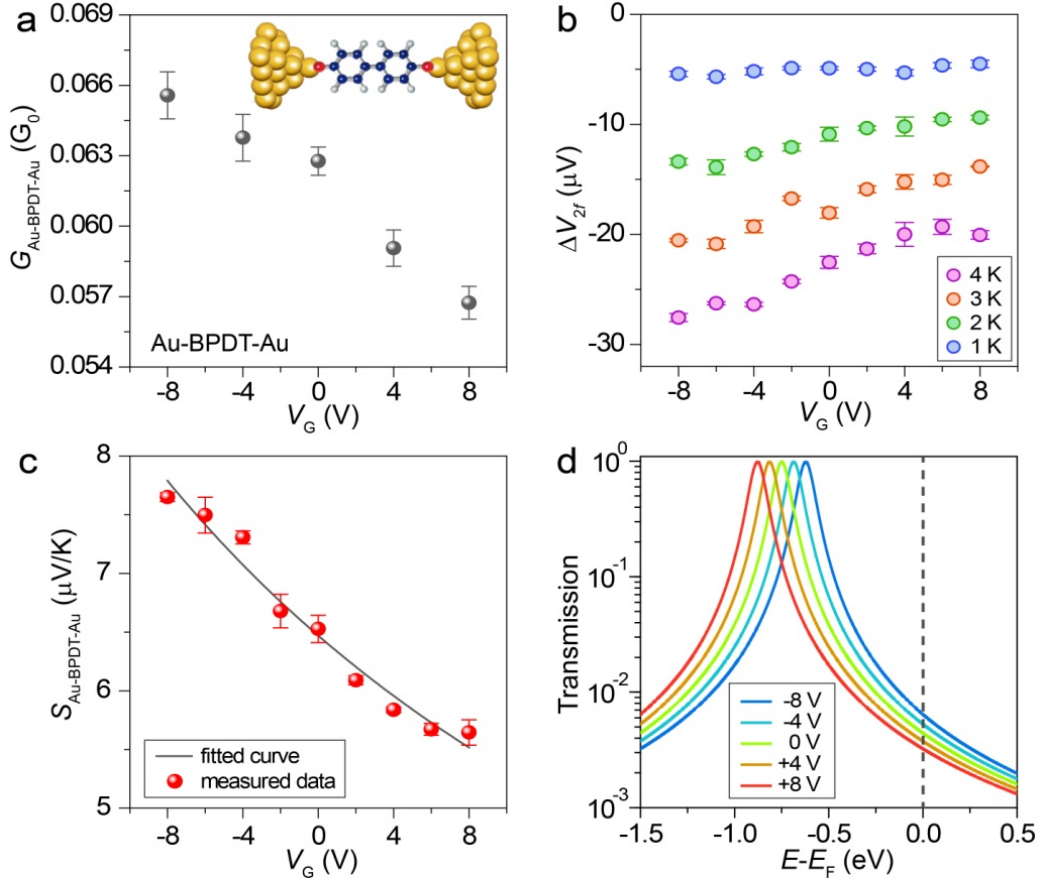 a
0.069
0.066
0.063
0.060
0.057
0.054
G_Au-BPDT-Au (G_0)
Au-BPDT-Au
-8 -4 0 4 8
V_G (V)
b
0
-10
-20
-30
ΔV_2f (μV)
4 K
3 K
2 K
1 K
-8 -4 0 4 8
V_G (V)
c
8
7
6
5
S_Au-BPDT-Au (μV/K)
fitted curve
measured data
-8 -4 0 4 8
V_G (V)
d
10^0
10^-1
10^-2
10^-3
Transmission
-8 V
-4 V
0 V
+4 V
+8 V
-1.5 -1.0 -0.5 0.0 0.5
E-E_F (eV)